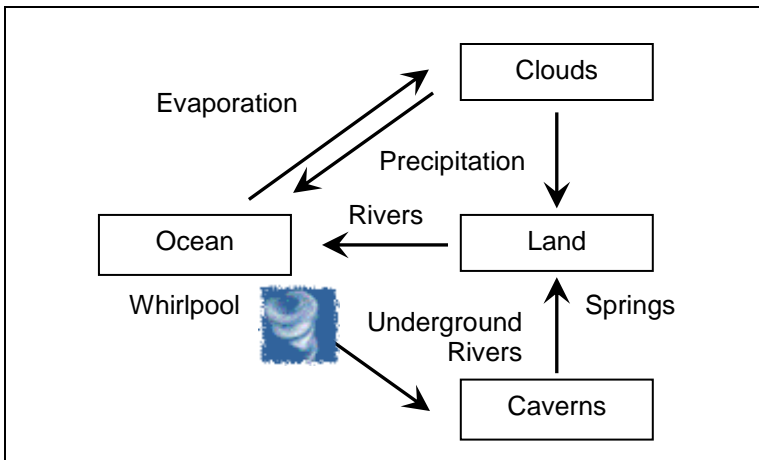 Clouds
Evaporation
Precipitation
Rivers
Ocean
Land
Whirlpool
Underground
Rivers
Springs
Caverns